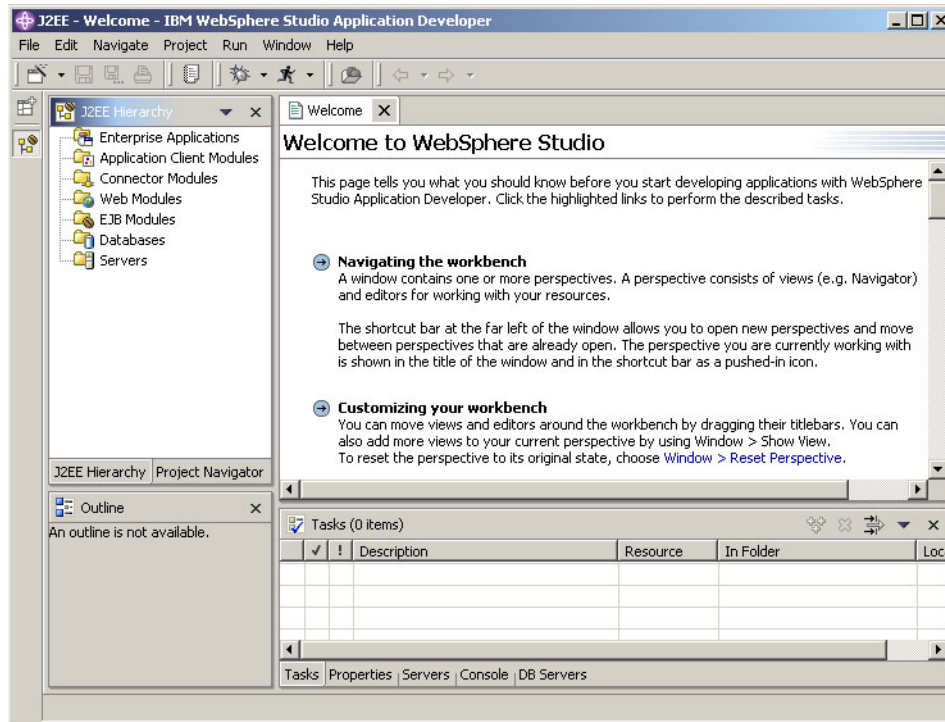 J2EE - Welcome - IBM WebSphere Studio Application Developer
File Edit Navigate Project Run Window Help
J2EE Hierarchy
Enterprise Applications
Application Client Modules
Connector Modules
Web Modules
EJB Modules
Databases
Servers
J2EE Hierarchy Project Navigator
Outline
An outline is not available.
Welcome
Welcome to WebSphere Studio
This page tells you what you should know before you start developing applications with WebSphere
Studio Application Developer. Click the highlighted links to perform the described tasks.
Navigating the workbench
A window contains one or more perspectives. A perspective consists of views (e.g. Navigator)
and editors for working with your resources.
The shortcut bar at the far left of the window allows you to open new perspectives and move
between perspectives that are already open. The perspective you are currently working with
is shown in the title of the window and in the shortcut bar as a pushed-in icon.
Customizing your workbench
You can move views and editors around the workbench by dragging their titlebars. You can
also add more views to your current perspective by using Window > Show View.
To reset the perspective to its original state, choose Window > Reset Perspective.
Tasks (0 items)
! Description Resource In Folder Loc
Tasks Properties Servers Console DB Servers